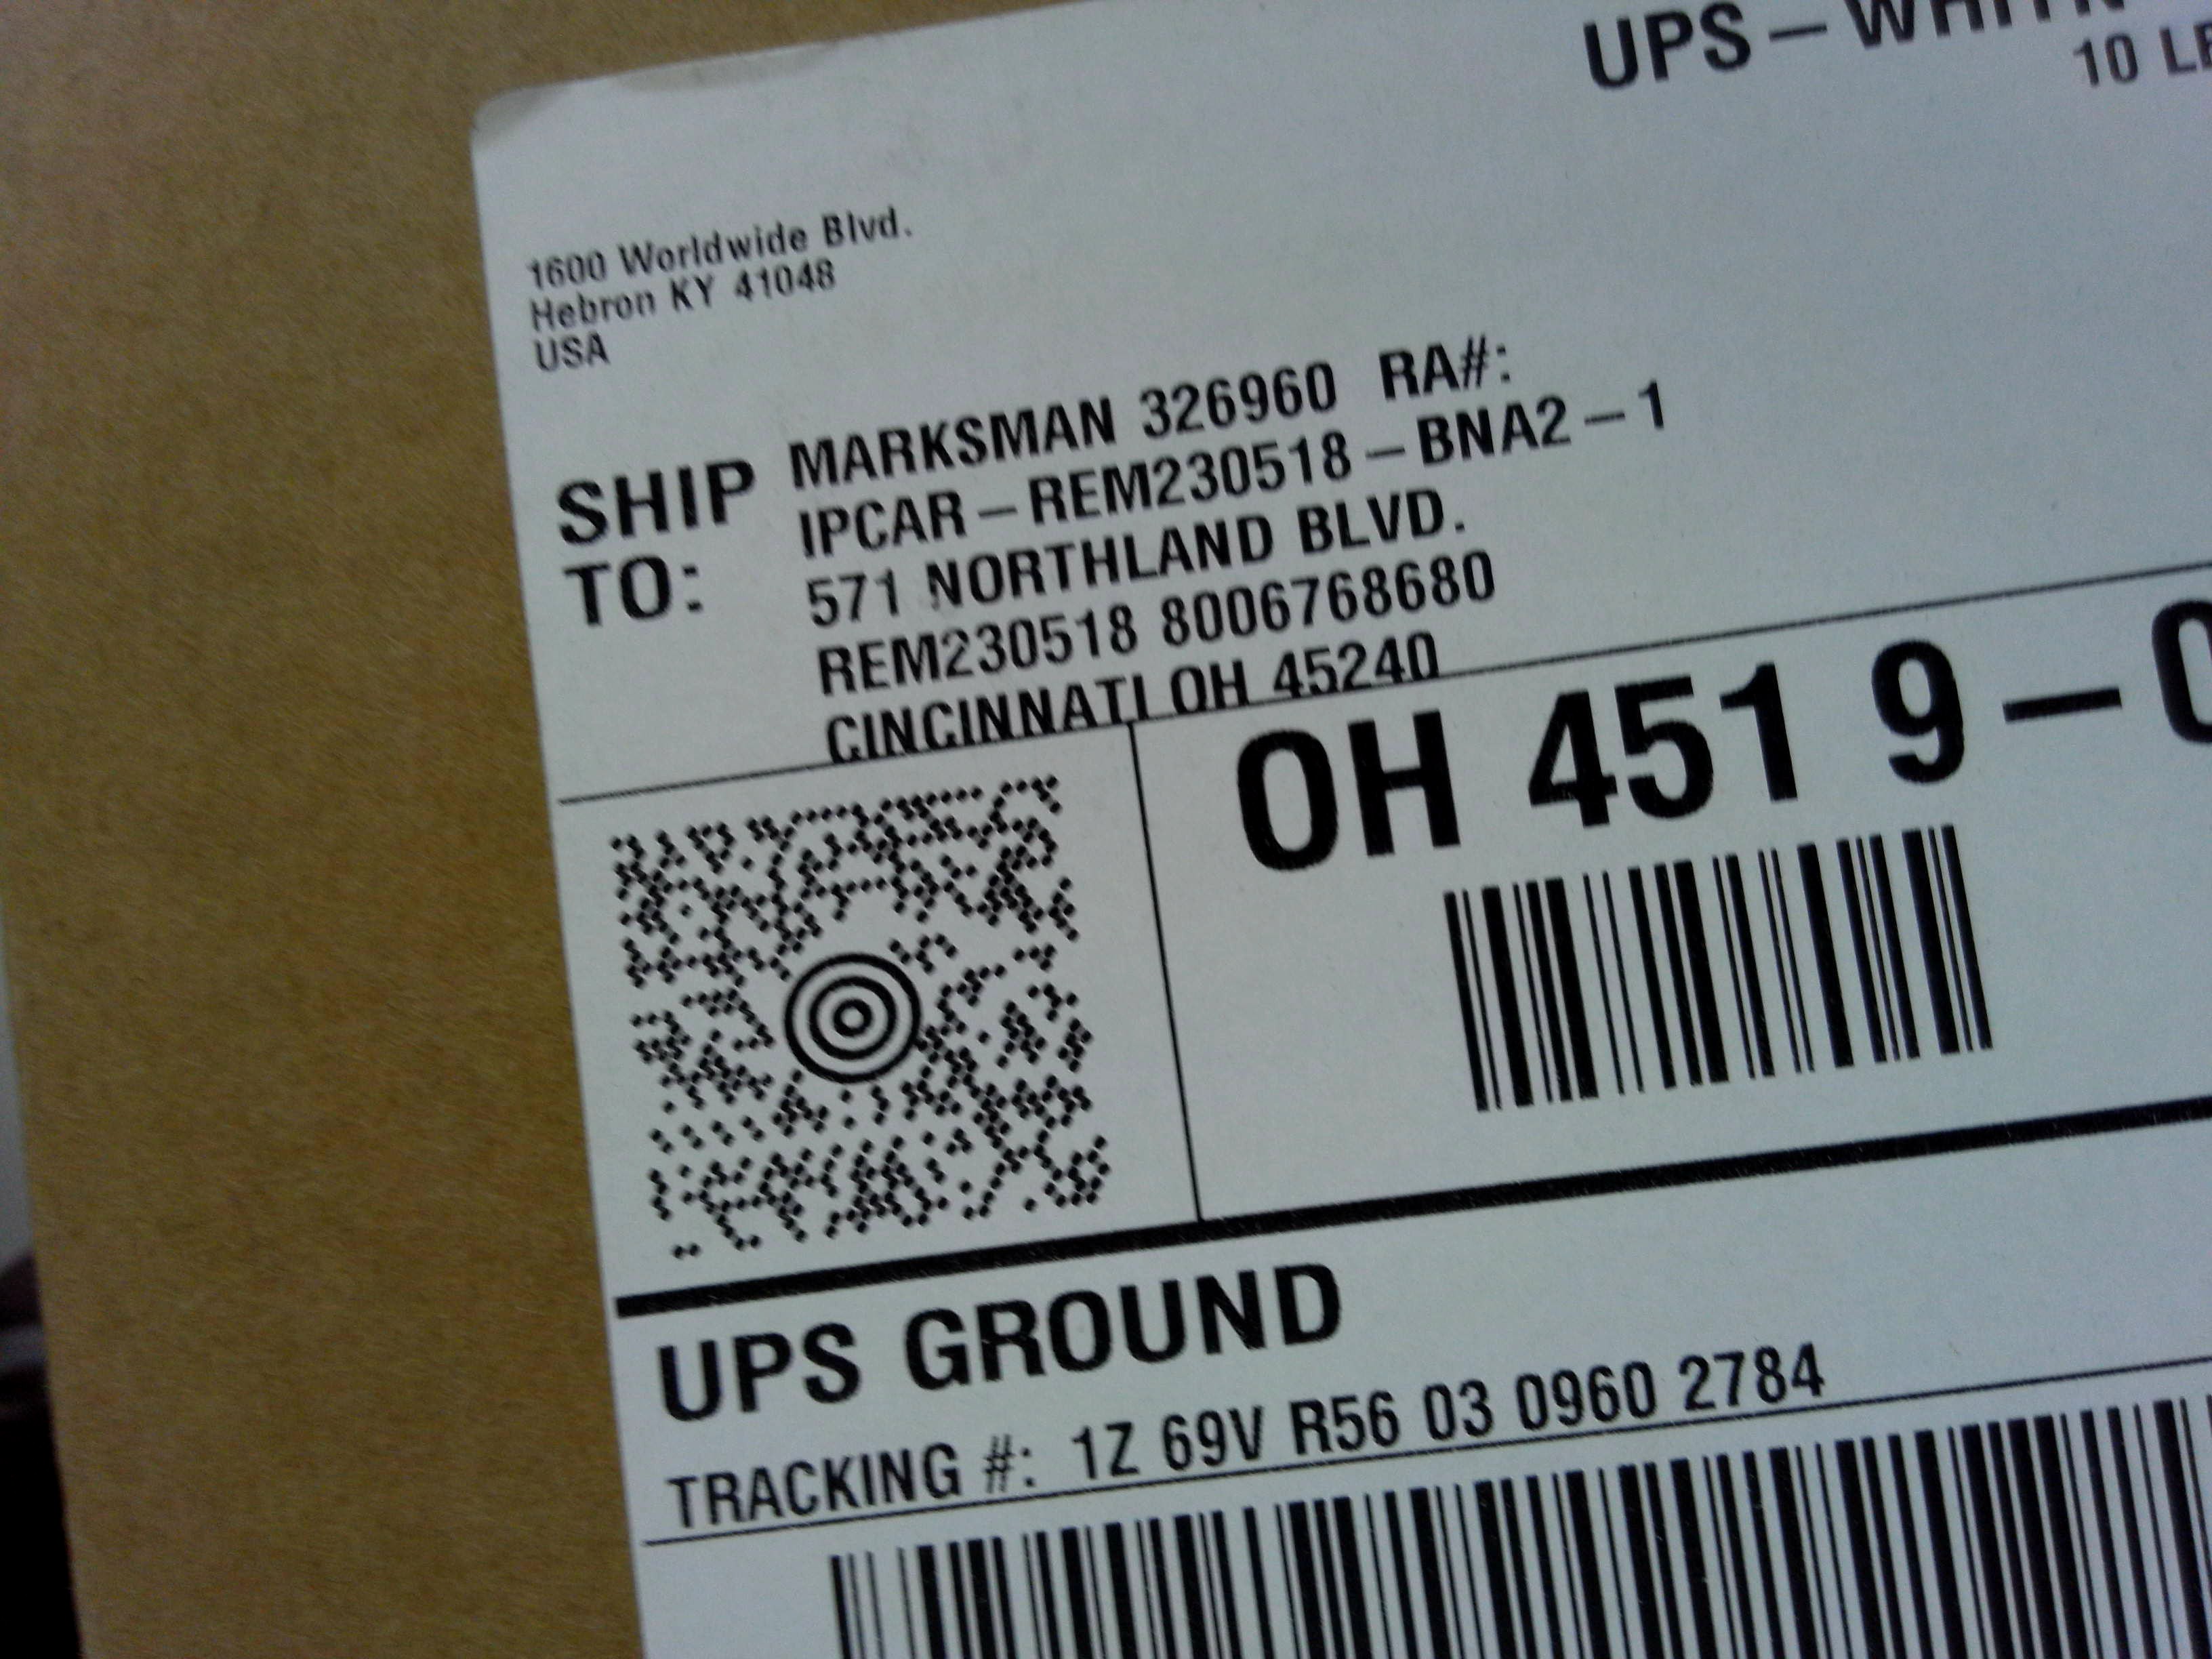 UPS –
10
1600 Worldwide Blvd.
Hebron KY 41048
USA
SHIP TO:
MARKSMAN 326960 RA#:
IPCAR–REM230518–BNA2–1
571 NORTHLAND BLVD.
REM230518 8006768680
CINCINNATI OH 45240
OH 451 9–0
UPS GROUND
TRACKING #: 1Z 69V R56 03 0960 2784